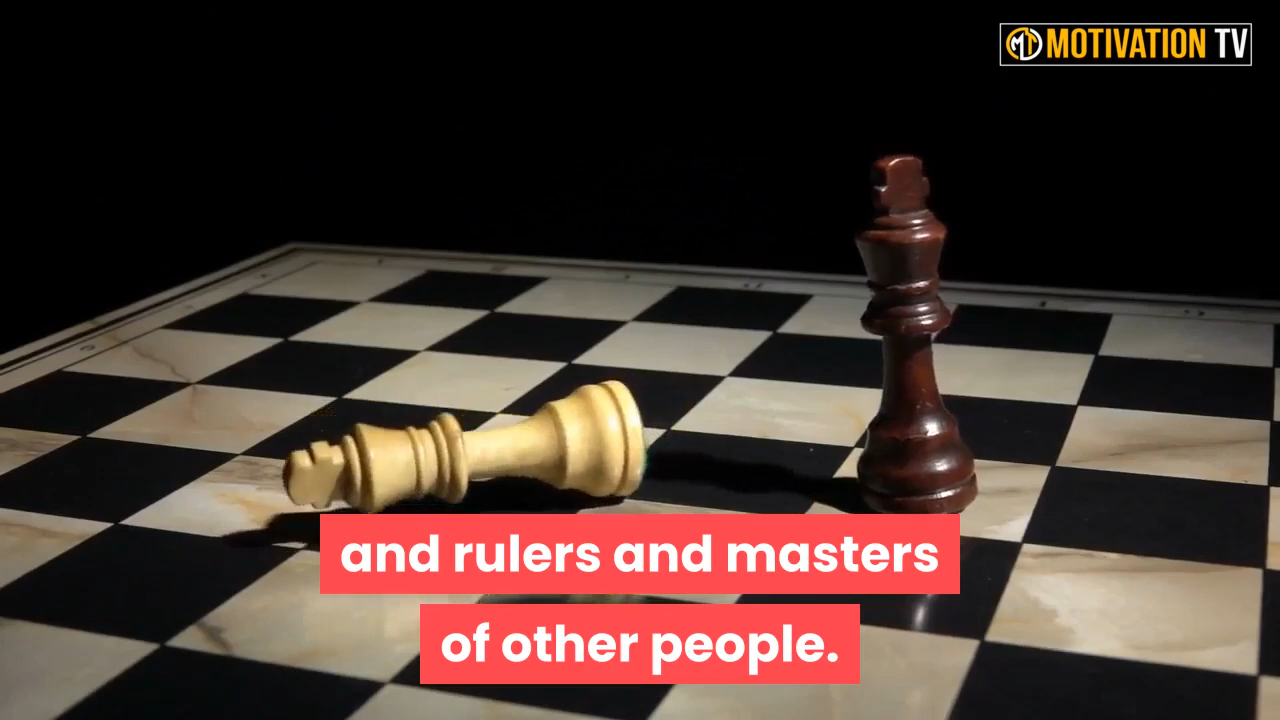 MOTIVATION TV
and rulers and masters
of other people.